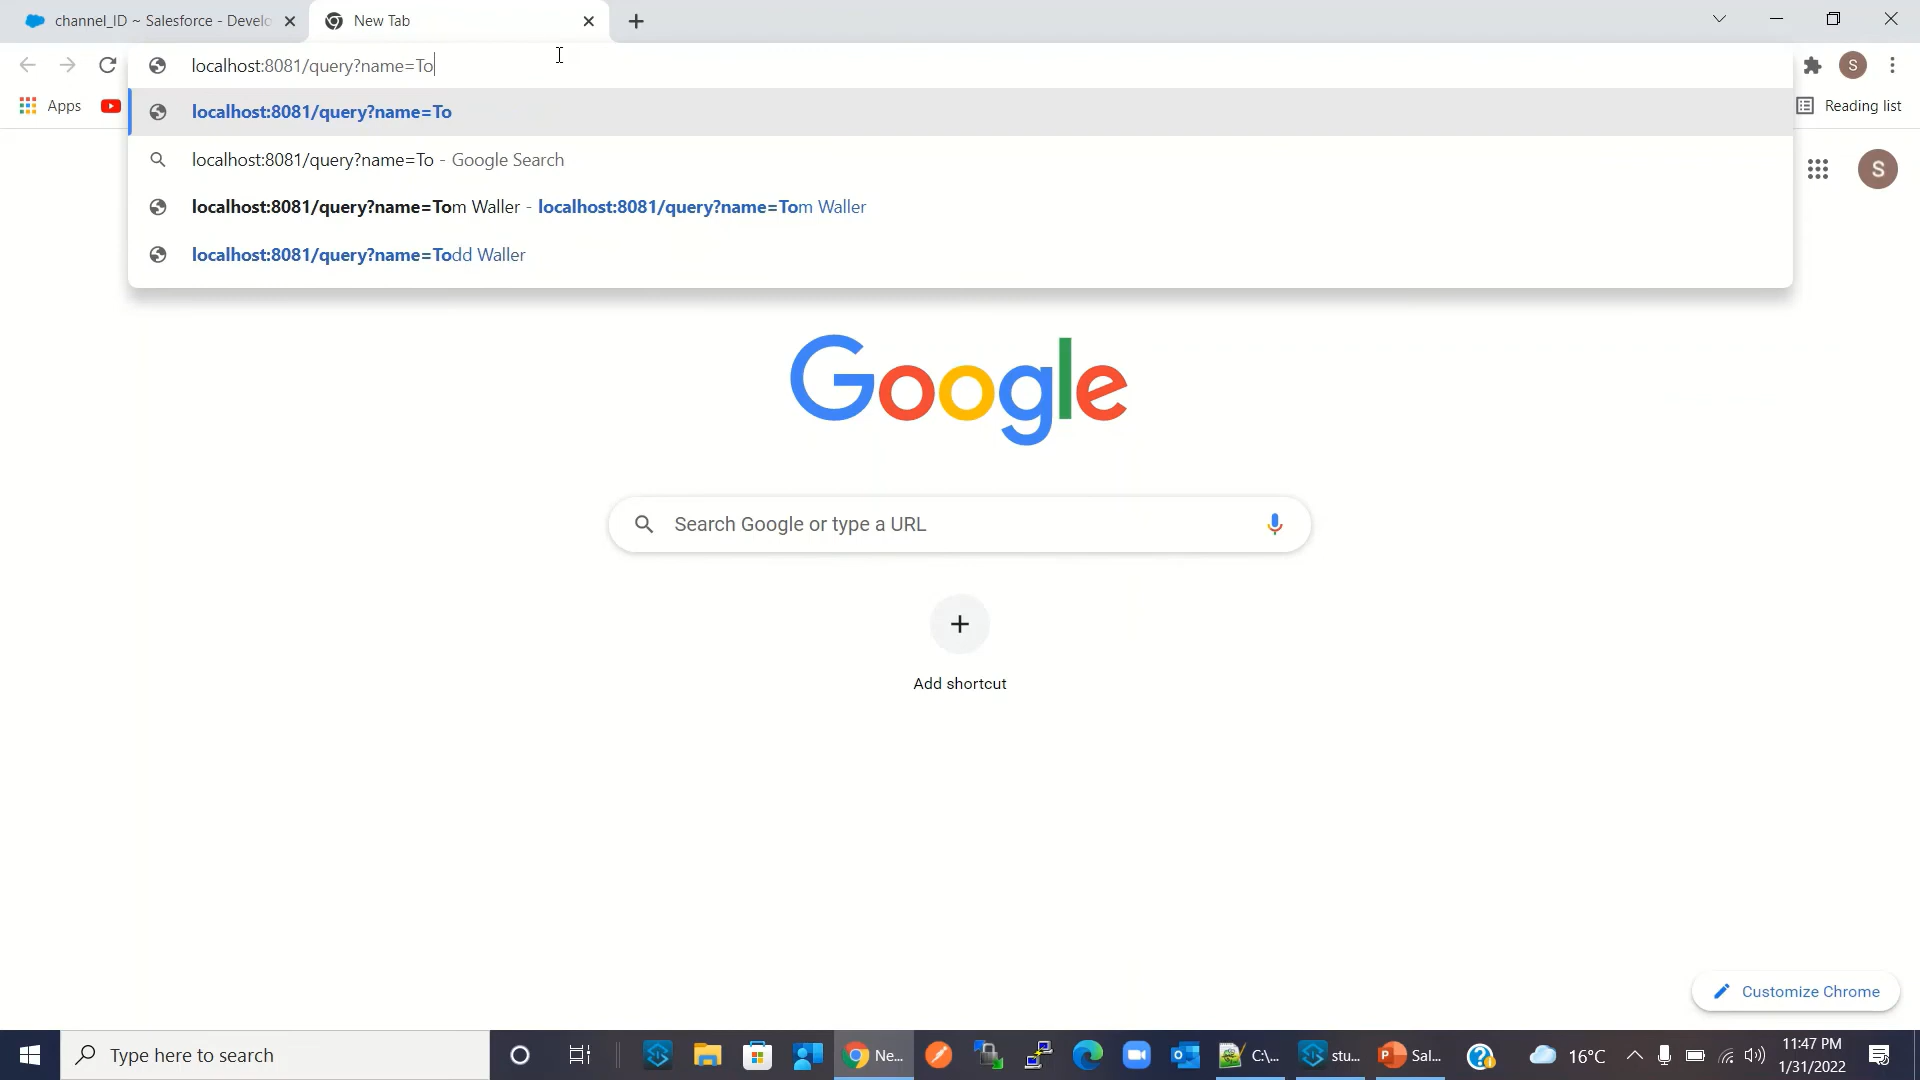 channel_ID ~ Salesforce - Develo
New Tab
localhost:8081/query?name=To
Apps
Reading list
localhost:8081/query?name=To
localhost:8081/query?name=To - Google Search
localhost:8081/query?name=Tom Waller - localhost:8081/query?name=Tom Waller
localhost:8081/query?name=Todd Waller
S
S
Google
Search Google or type a URL
Add shortcut
Customize Chrome
Type here to search
Ne...
C:\...
stu...
Sal...
16°C
11:47 PM
1/31/2022